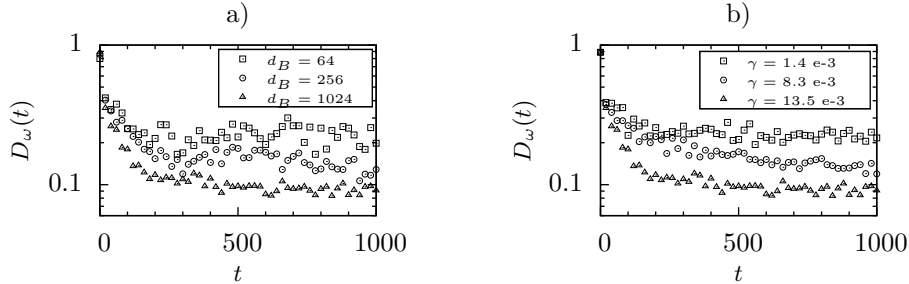 a)
1
0.1
D_ω(t)
d_B = 64
d_B = 256
d_B = 1024
0 500 1000
t
b)
1
0.1
D_ω(t)
γ = 1.4 e-3
γ = 8.3 e-3
γ = 13.5 e-3
0 500 1000
t